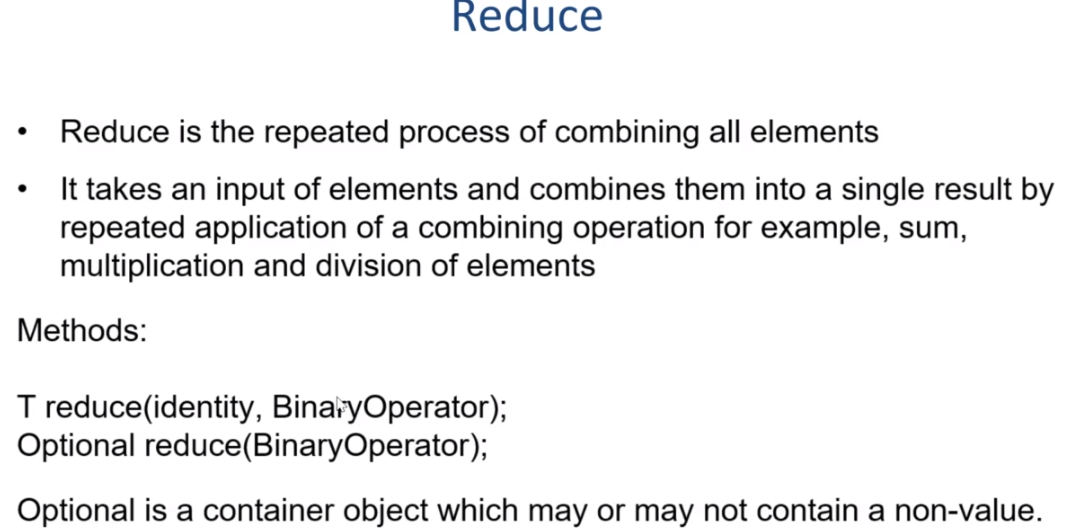 Reduce
• Reduce is the repeated process of combining all elements
• It takes an input of elements and combines them into a single result by
repeated application of a combining operation for example, sum,
multiplication and division of elements
Methods:
T reduce(identity, BinaryOperator);
Optional reduce(BinaryOperator);
Optional is a container object which may or may not contain a non-value.